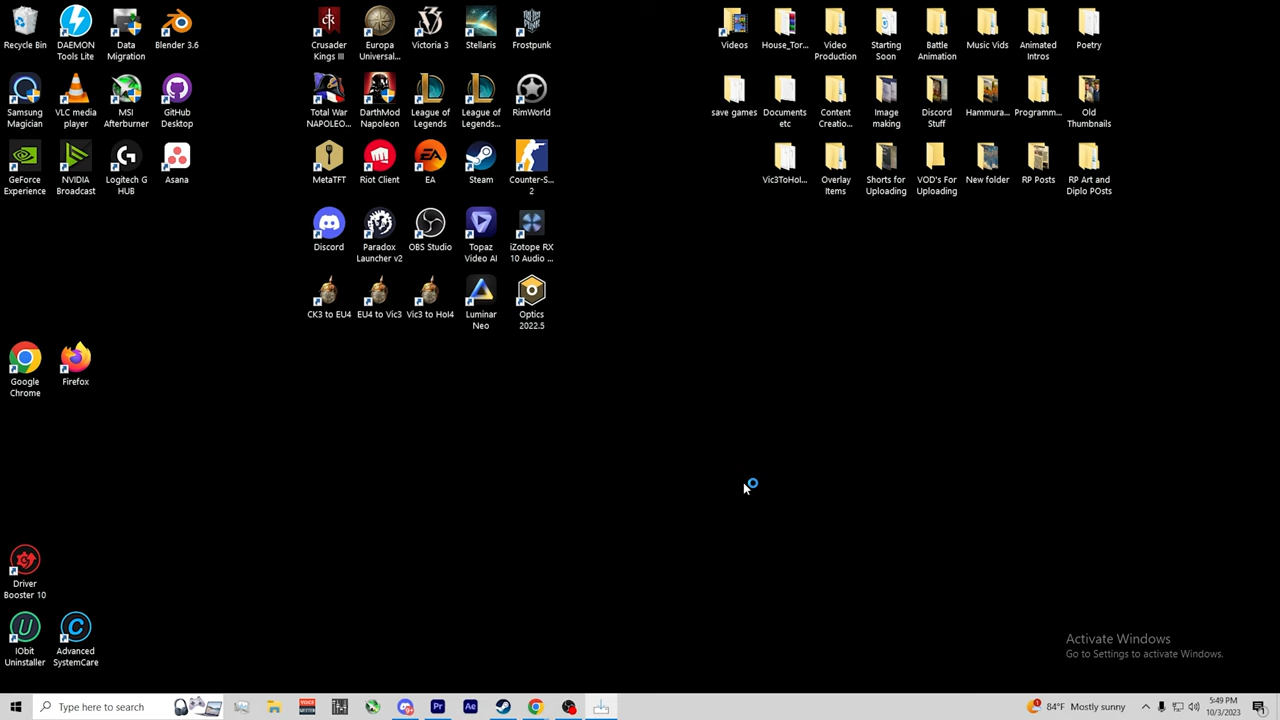 Recycle Bin
DAEMON Tools Lite
Data Migration
Blender 3.6
Crusader Kings III
Europa Universal...
Victoria 3
Stellaris
Frostpunk
Videos
House_Tor...
Video Production
Starting Soon
Battle Animation
Music Vids
Animated Intros
Poetry
Samsung Magician
VLC media player
MSI Afterburner
GitHub Desktop
Total War NAPOLEO...
DarthMod Napoleon
League of Legends
League of Legends...
RimWorld
save games
Documents etc
Content Creatio...
Image making
Discord Stuff
Hammura...
Programm...
Old Thumbnails
GeForce Experience
NVIDIA Broadcast
Logitech G HUB
Asana
MetaTFT
Riot Client
EA
Steam
Counter-S... 2
Vic3ToHoI...
Overlay Items
Shorts for Uploading
VOD's For Uploading
New folder
RP Posts
RP Art and Diplo POsts
Discord
Paradox Launcher v2
OBS Studio
Topaz Video AI
iZotope RX 10 Audio ...
CK3 to EU4
EU4 to Vic3
Vic3 to HoI4
Luminar Neo
Optics 2022.5
Google Chrome
Firefox
Driver Booster 10
IObit Uninstaller
Advanced SystemCare
Activate Windows
Go to Settings to activate Windows.
Type here to search
84°F Mostly sunny
5:49 PM
10/3/2023